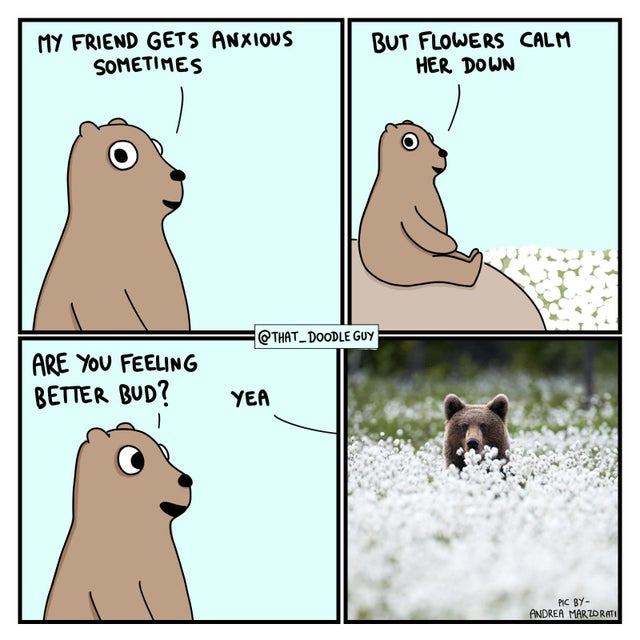 MY FRIEND GETS ANXIOUS
SOMETIMES
BUT FLOWERS CALM
HER DOWN
@THAT_DOODLE GUY
ARE YOU FEELING
BETTER BUD?
YEA
PIC BY-
ANDREA MARZORATI